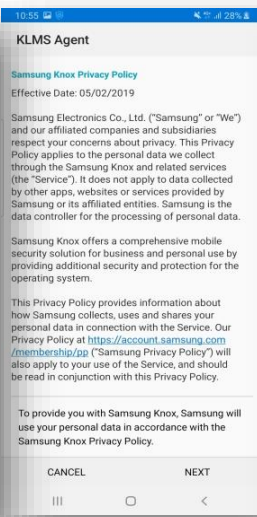 10:55
28%
KLMS Agent
Samsung Knox Privacy Policy
Effective Date: 05/02/2019
Samsung Electronics Co., Ltd. ("Samsung" or "We")
and our affiliated companies and subsidiaries
respect your concerns about privacy. This Privacy
Policy applies to the personal data we collect
through the Samsung Knox and related services
(the "Service"). It does not apply to data collected
by other apps, websites or services provided by
Samsung or its affiliated entities. Samsung is the
data controller for the processing of personal data.
Samsung Knox offers a comprehensive mobile
security solution for business and personal use by
providing additional security and protection for the
operating system.
This Privacy Policy provides information about
how Samsung collects, uses and shares your
personal data in connection with the Service. Our
Privacy Policy at https://account.samsung.com
/membership/pp ("Samsung Privacy Policy") will
also apply to your use of the Service, and should
be read in conjunction with this Privacy Policy.
To provide you with Samsung Knox, Samsung will
use your personal data in accordance with the
Samsung Knox Privacy Policy.
CANCEL
NEXT